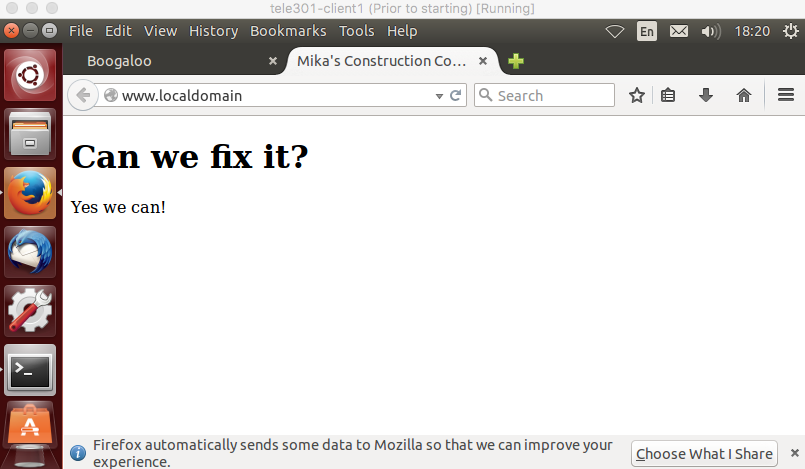 tele301-client1 (Prior to starting) [Running]
File Edit View History Bookmarks Tools Help En 18:20
Boogaloo Mika's Construction Co...
www.localdomain Search
Can we fix it?
Yes we can!
Firefox automatically sends some data to Mozilla so that we can improve your
experience.
Choose What I Share